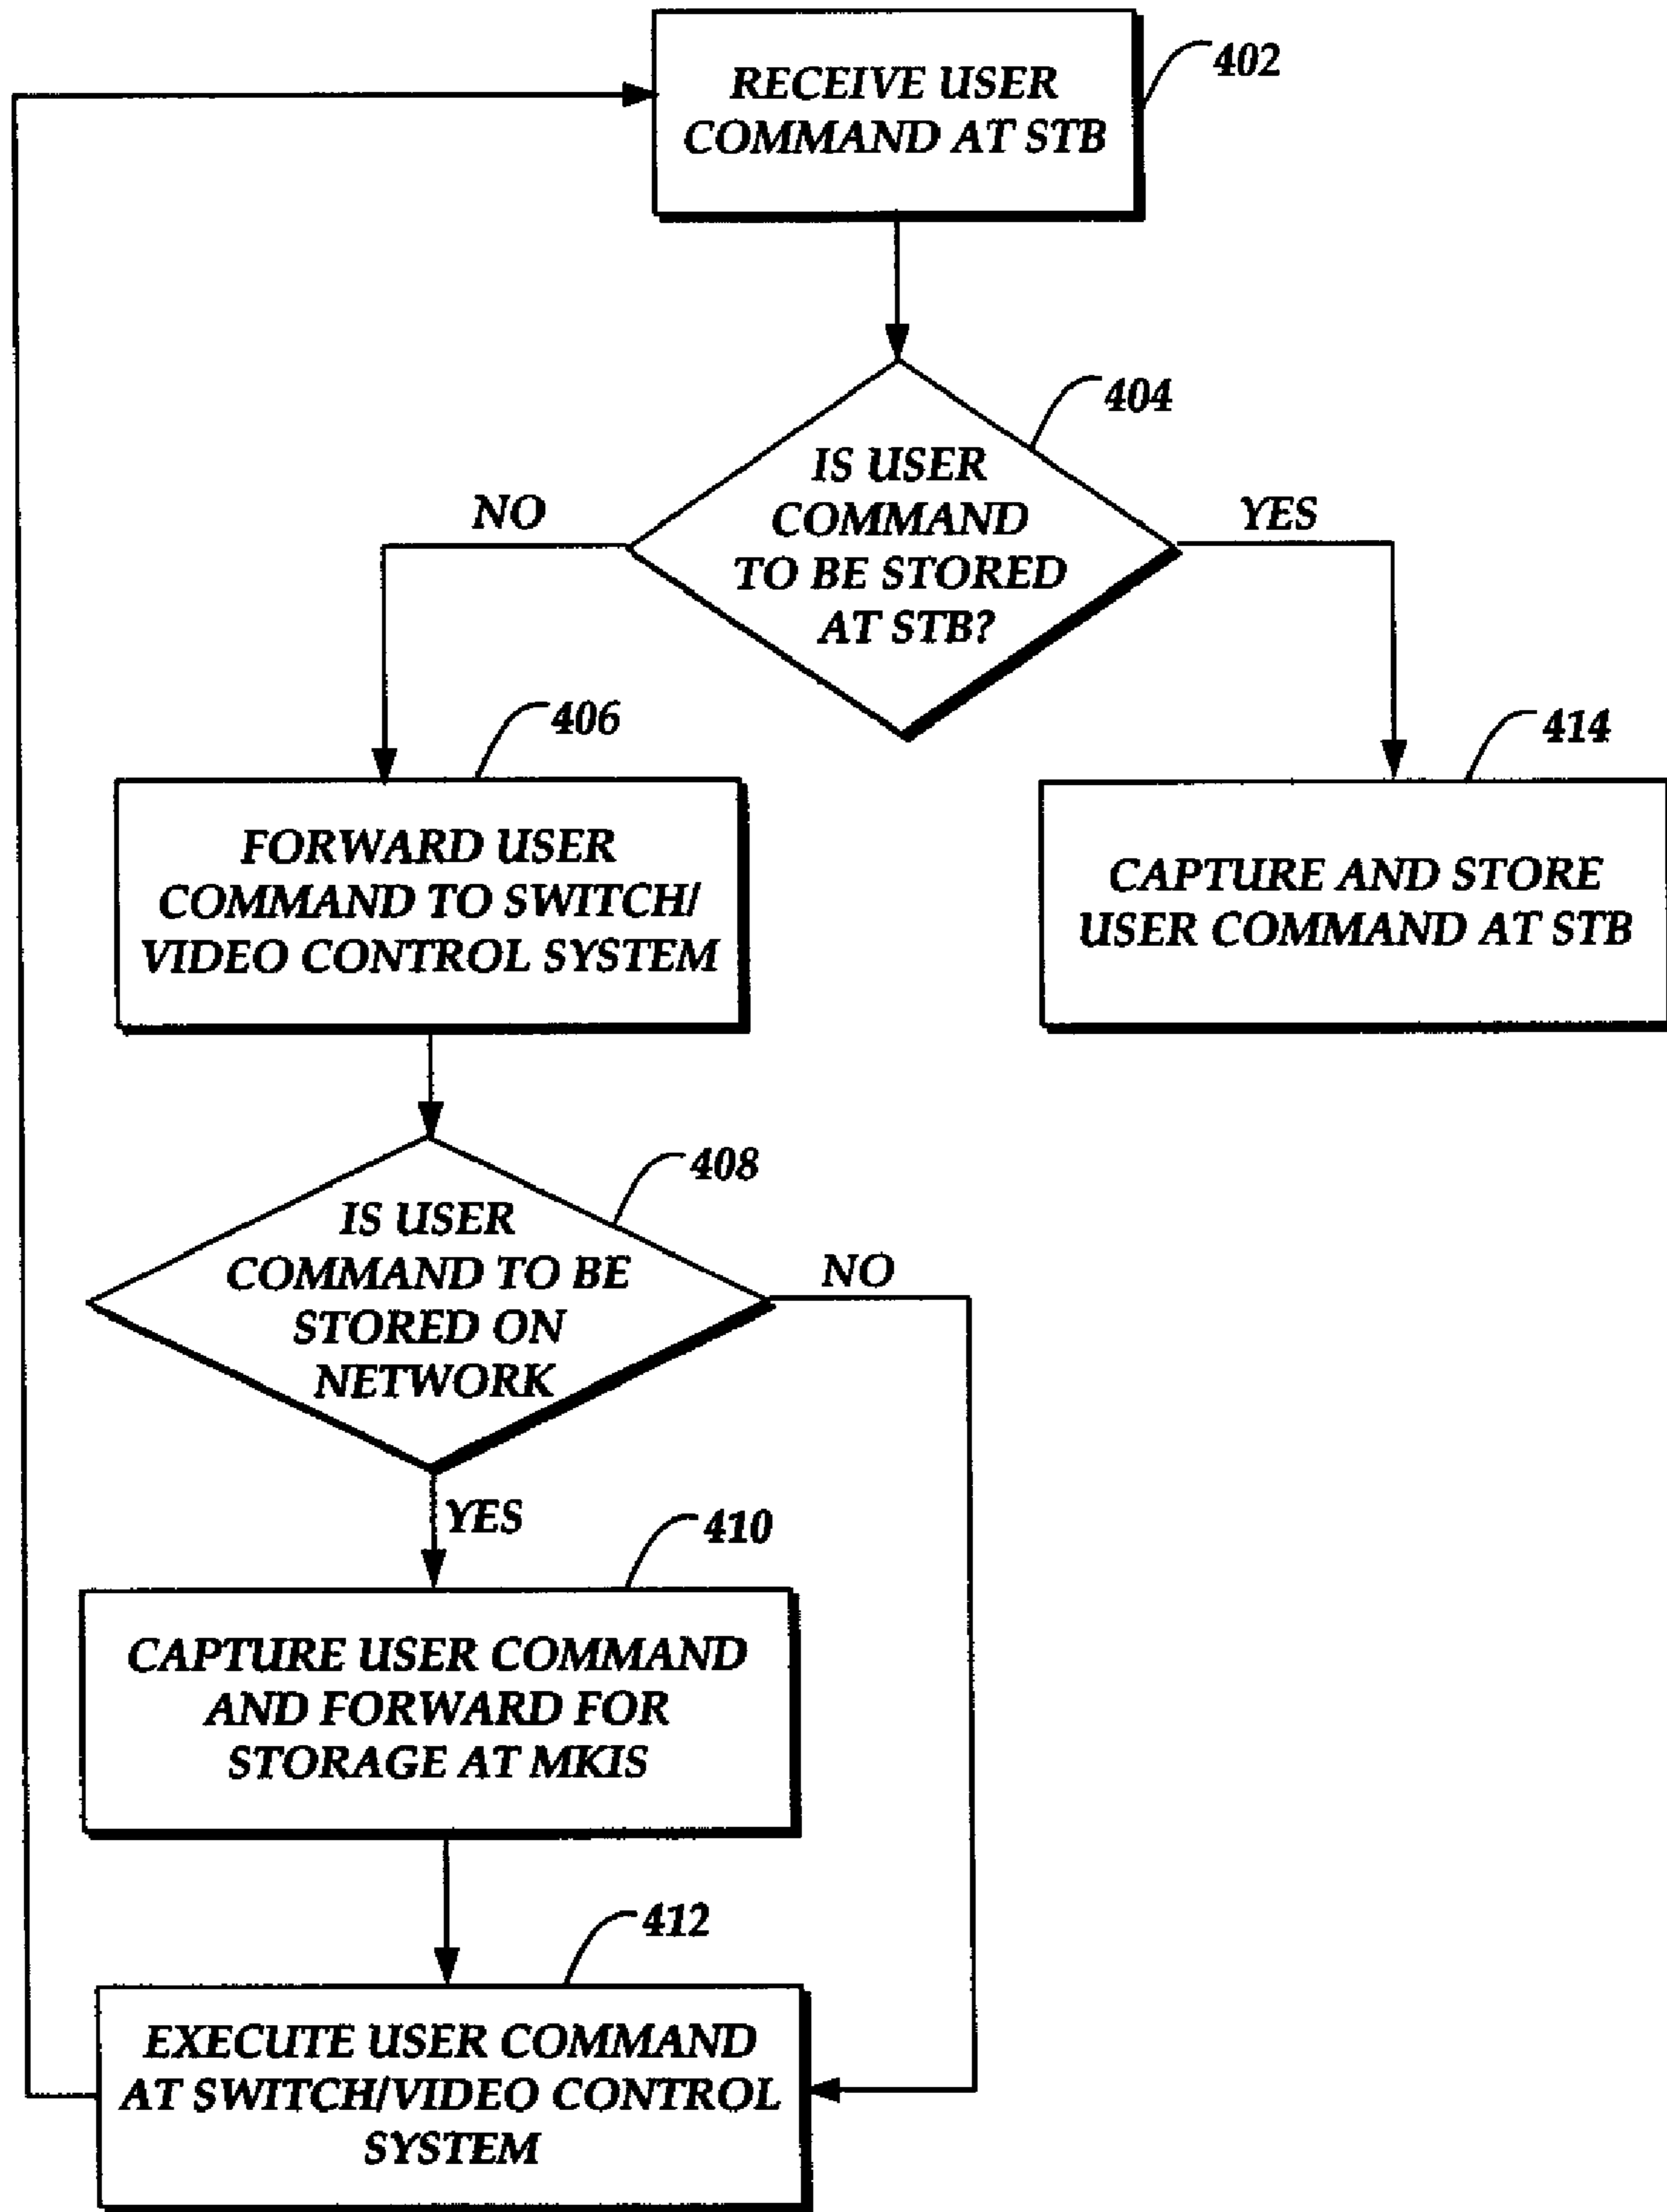 RECEIVE USER
COMMAND AT STB
402
404
IS USER
COMMAND
TO BE STORED
AT STB?
NO
YES
406
414
FORWARD USER
COMMAND TO SWITCH/
VIDEO CONTROL SYSTEM
CAPTURE AND STORE
USER COMMAND AT STB
408
IS USER
COMMAND TO BE
STORED ON
NETWORK
NO
YES
410
CAPTURE USER COMMAND
AND FORWARD FOR
STORAGE AT MKIS
412
EXECUTE USER COMMAND
AT SWITCH/VIDEO CONTROL
SYSTEM